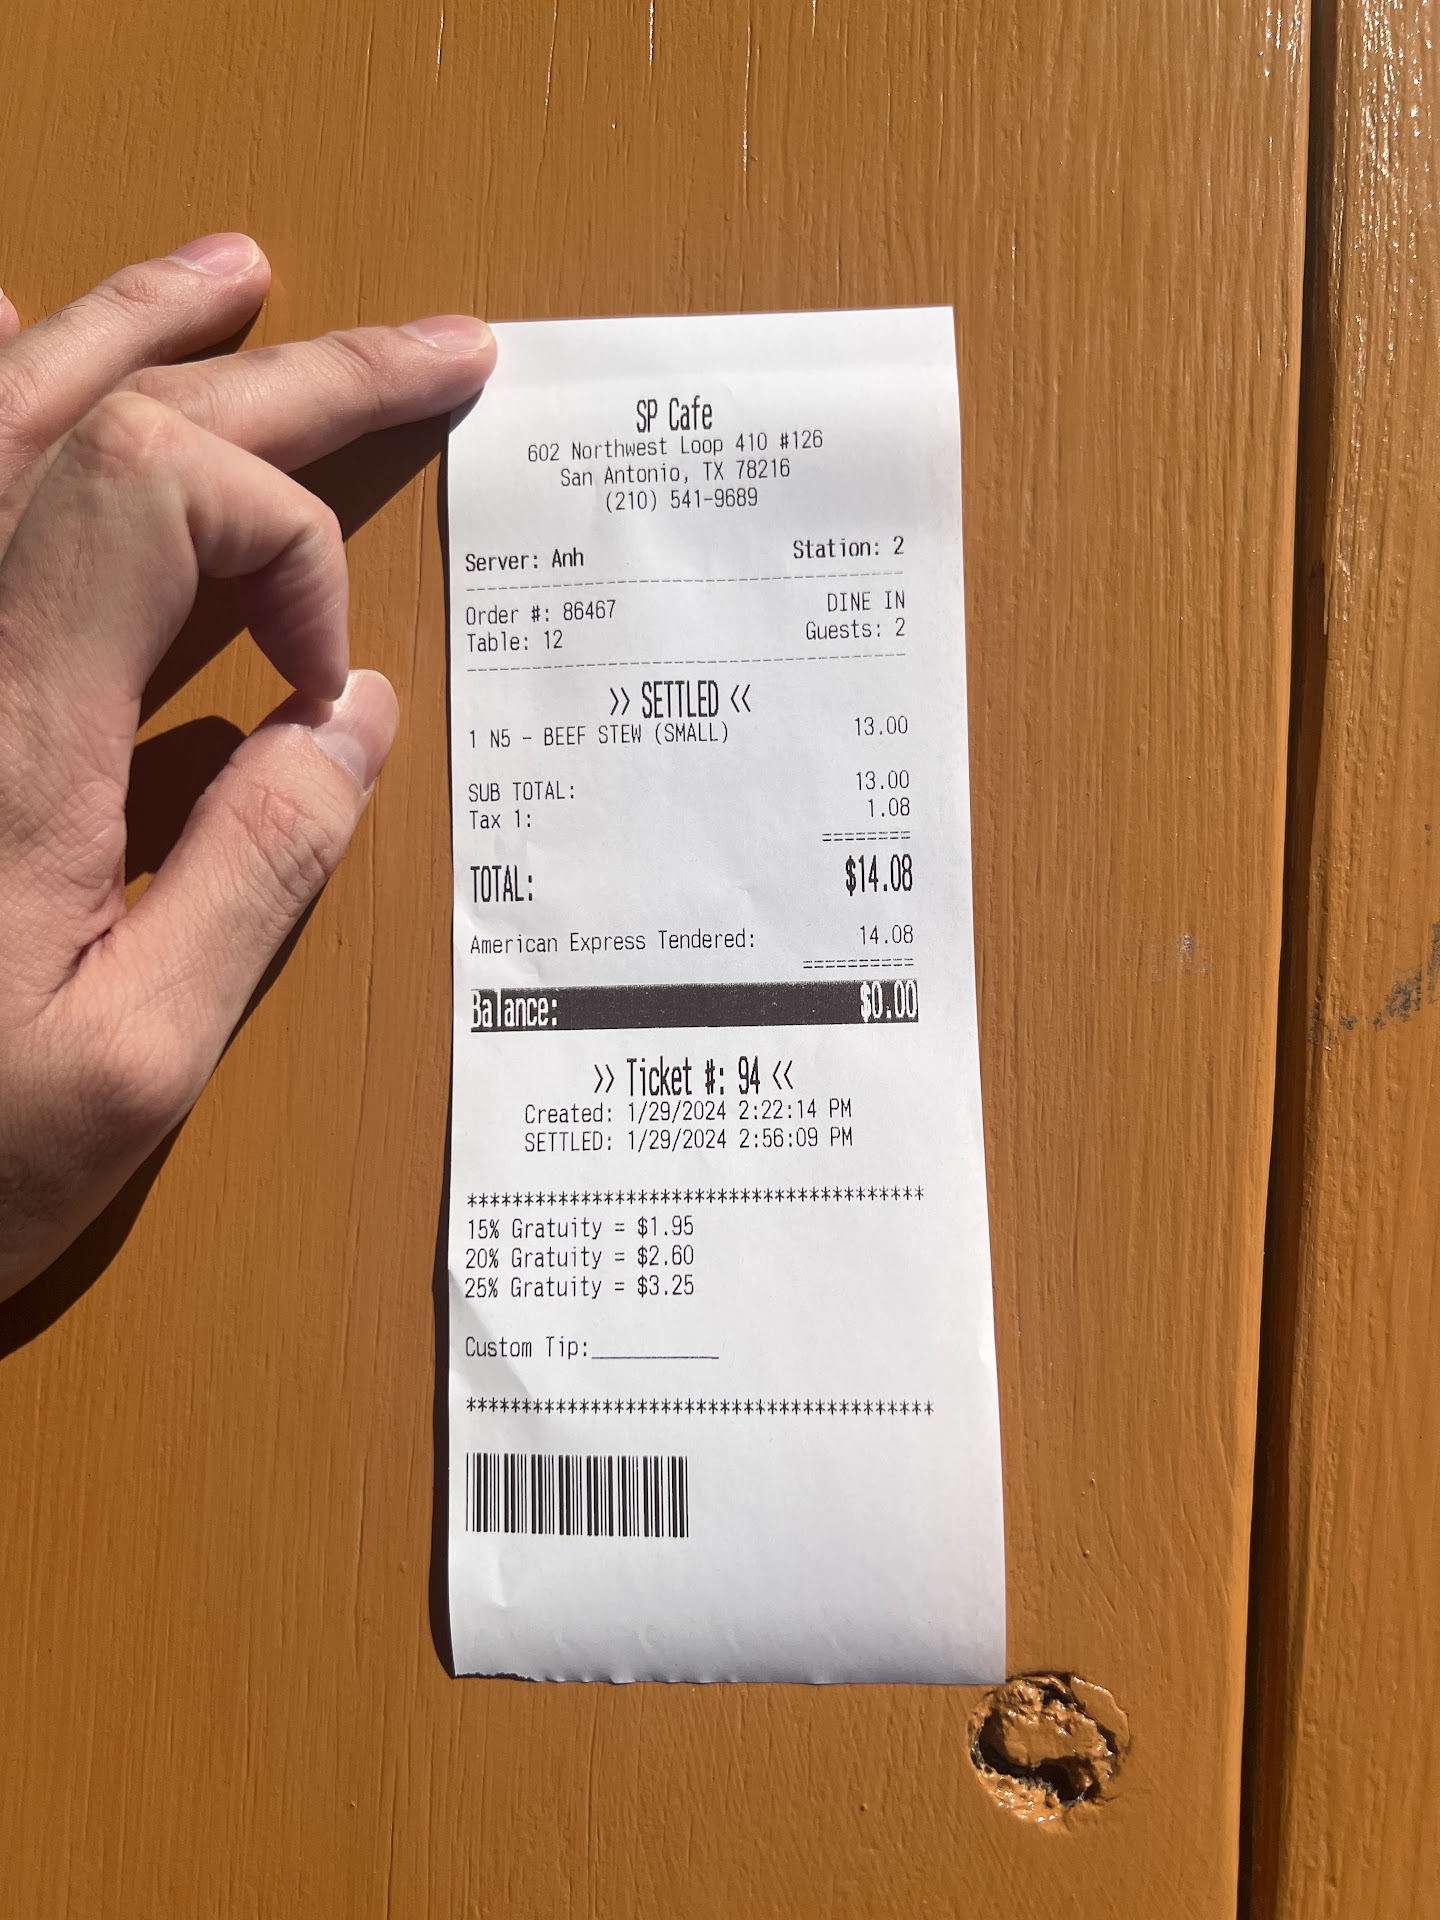 SP Cafe
602 Northwest Loop 410 #126
San Antonio, TX 78216
(210) 541-9689
Server: Anh Station: 2
--------------------------------
Order #: 86467 DINE IN
Table: 12 Guests: 2
--------------------------------
>> SETTLED <<
1 N5 - BEEF STEW (SMALL) 13.00
SUB TOTAL: 13.00
Tax 1: 1.08
========
TOTAL: $14.08
American Express Tendered: 14.08
==========
Balance: $0.00
>> Ticket #: 94 <<
Created: 1/29/2024 2:22:14 PM
SETTLED: 1/29/2024 2:56:09 PM
****************************************
15% Gratuity = $1.95
20% Gratuity = $2.60
25% Gratuity = $3.25
Custom Tip:__________
****************************************